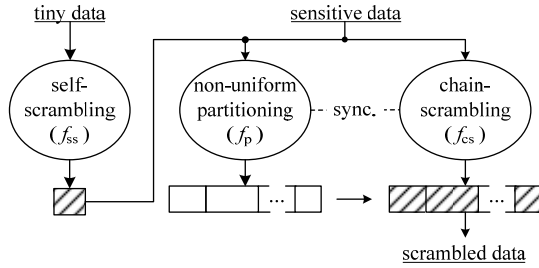 tiny data
sensitive data
self-
scrambling
(fss)
non-uniform
partitioning
(fp)
sync.
chain-
scrambling
(fcs)
...
...
scrambled data